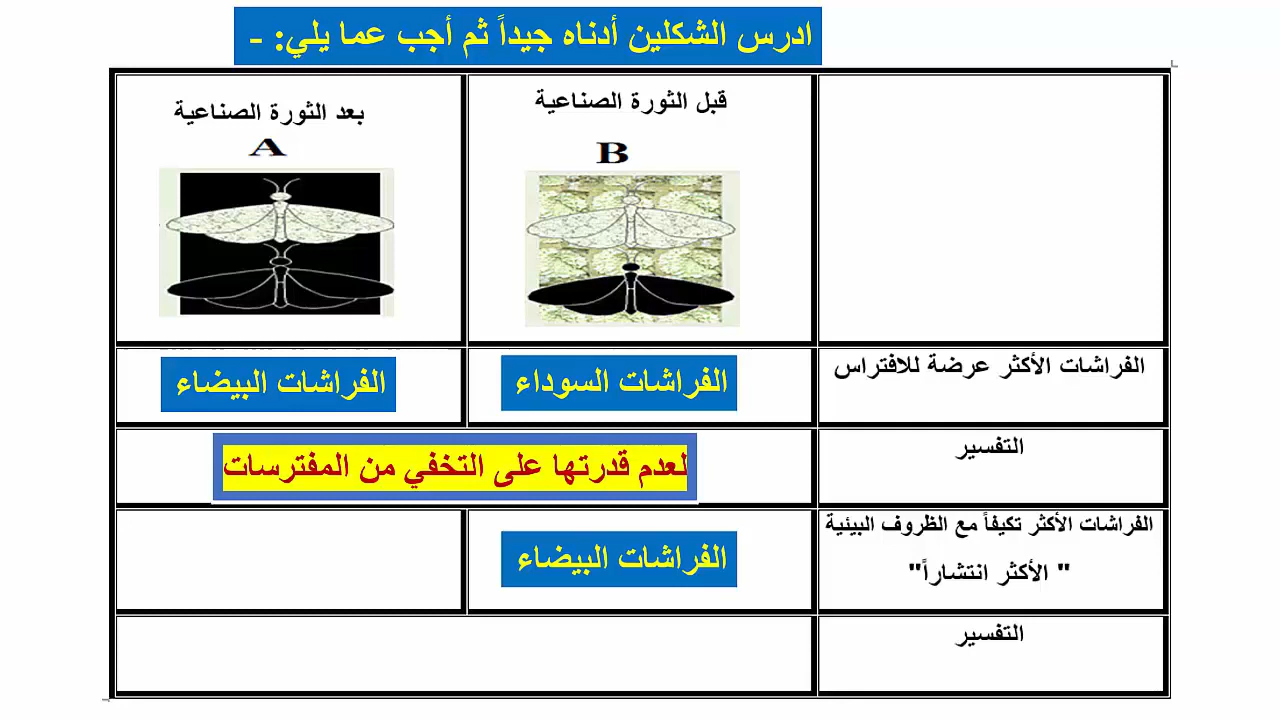 ادرس الشكلين أدناه جيداً ثم أجب عما يلي: -
قبل الثورة الصناعية
بعد الثورة الصناعية
B
A
الفراشات الأكثر عرضة للافتراس
الفراشات السوداء
الفراشات البيضاء
التفسير
لعدم قدرتها على التخفي من المفترسات
الفراشات الأكثر تكيفاً مع الظروف البيئية
" الأكثر انتشاراً"
الفراشات البيضاء
التفسير